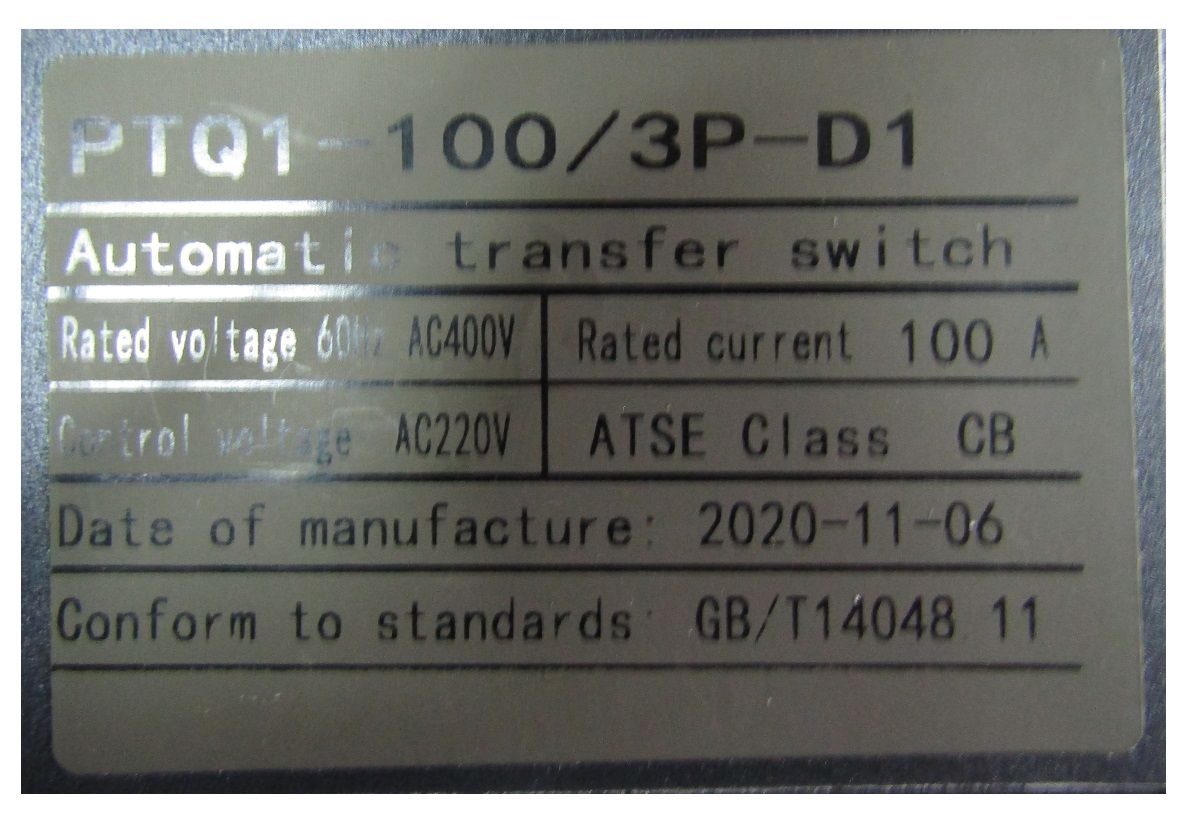 PTQ1-100/3P-D1
Automatic transfer switch
Rated voltage 60Hz AC400V Rated current 100 A
Control voltage AC220V ATSE Class CB
Date of manufacture: 2020-11-06
Conform to standards: GB/T14048 11